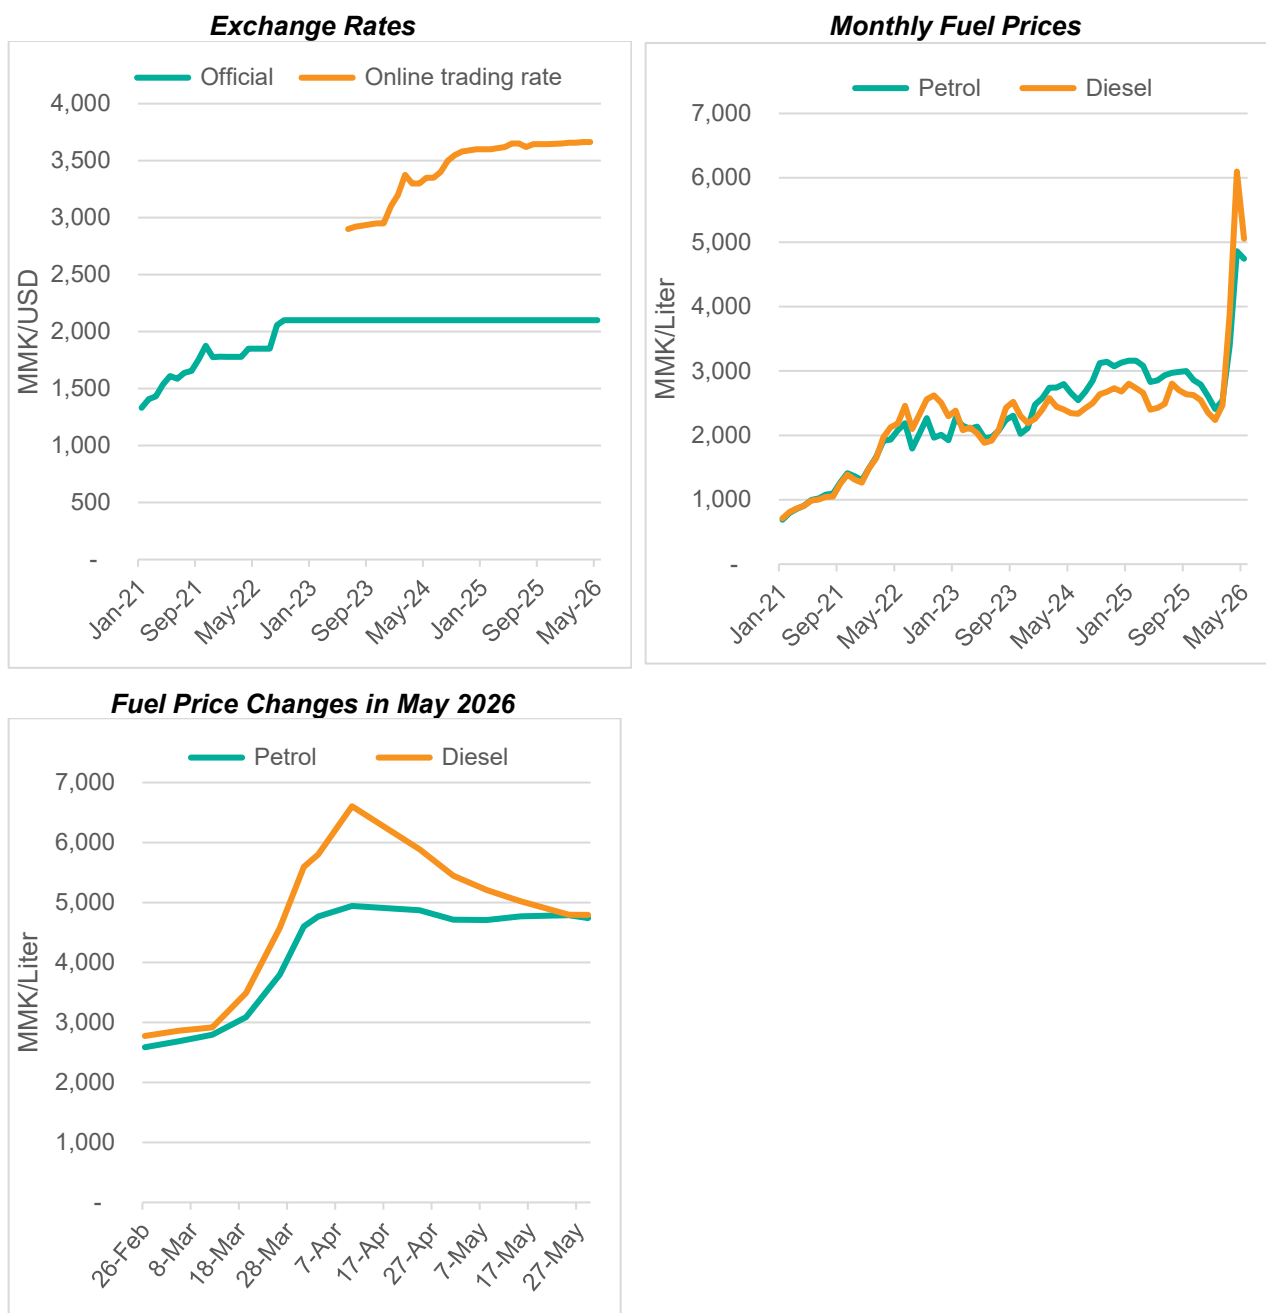 Exchange Rates
Official
Online trading rate
4,000
3,500
3,000
2,500
2,000
1,500
1,000
500
-
MMK/USD
Jan-21
Sep-21
May-22
Jan-23
Sep-23
May-24
Jan-25
Sep-25
May-26
Monthly Fuel Prices
Petrol
Diesel
7,000
6,000
5,000
4,000
3,000
2,000
1,000
-
MMK/Liter
Jan-21
Sep-21
May-22
Jan-23
Sep-23
May-24
Jan-25
Sep-25
May-26
Fuel Price Changes in May 2026
Petrol
Diesel
7,000
6,000
5,000
4,000
3,000
2,000
1,000
-
MMK/Liter
26-Feb
8-Mar
18-Mar
28-Mar
7-Apr
17-Apr
27-Apr
7-May
17-May
27-May